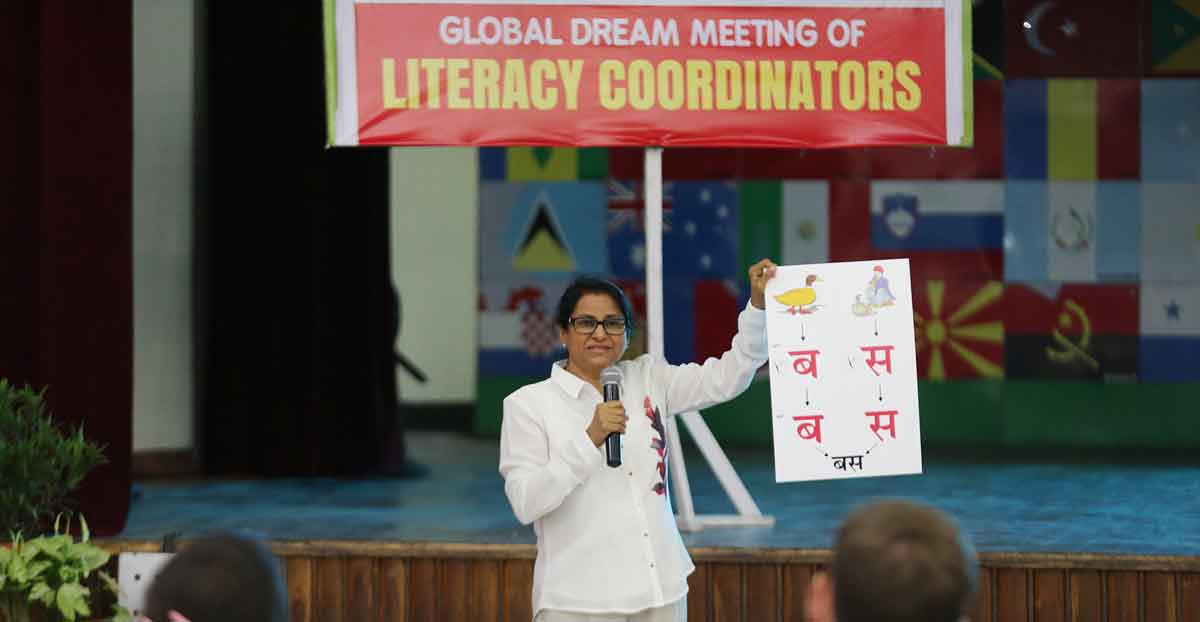 GLOBAL DREAM MEETING OF
LITERACY COORDINATORS
ब स
ब स
बस